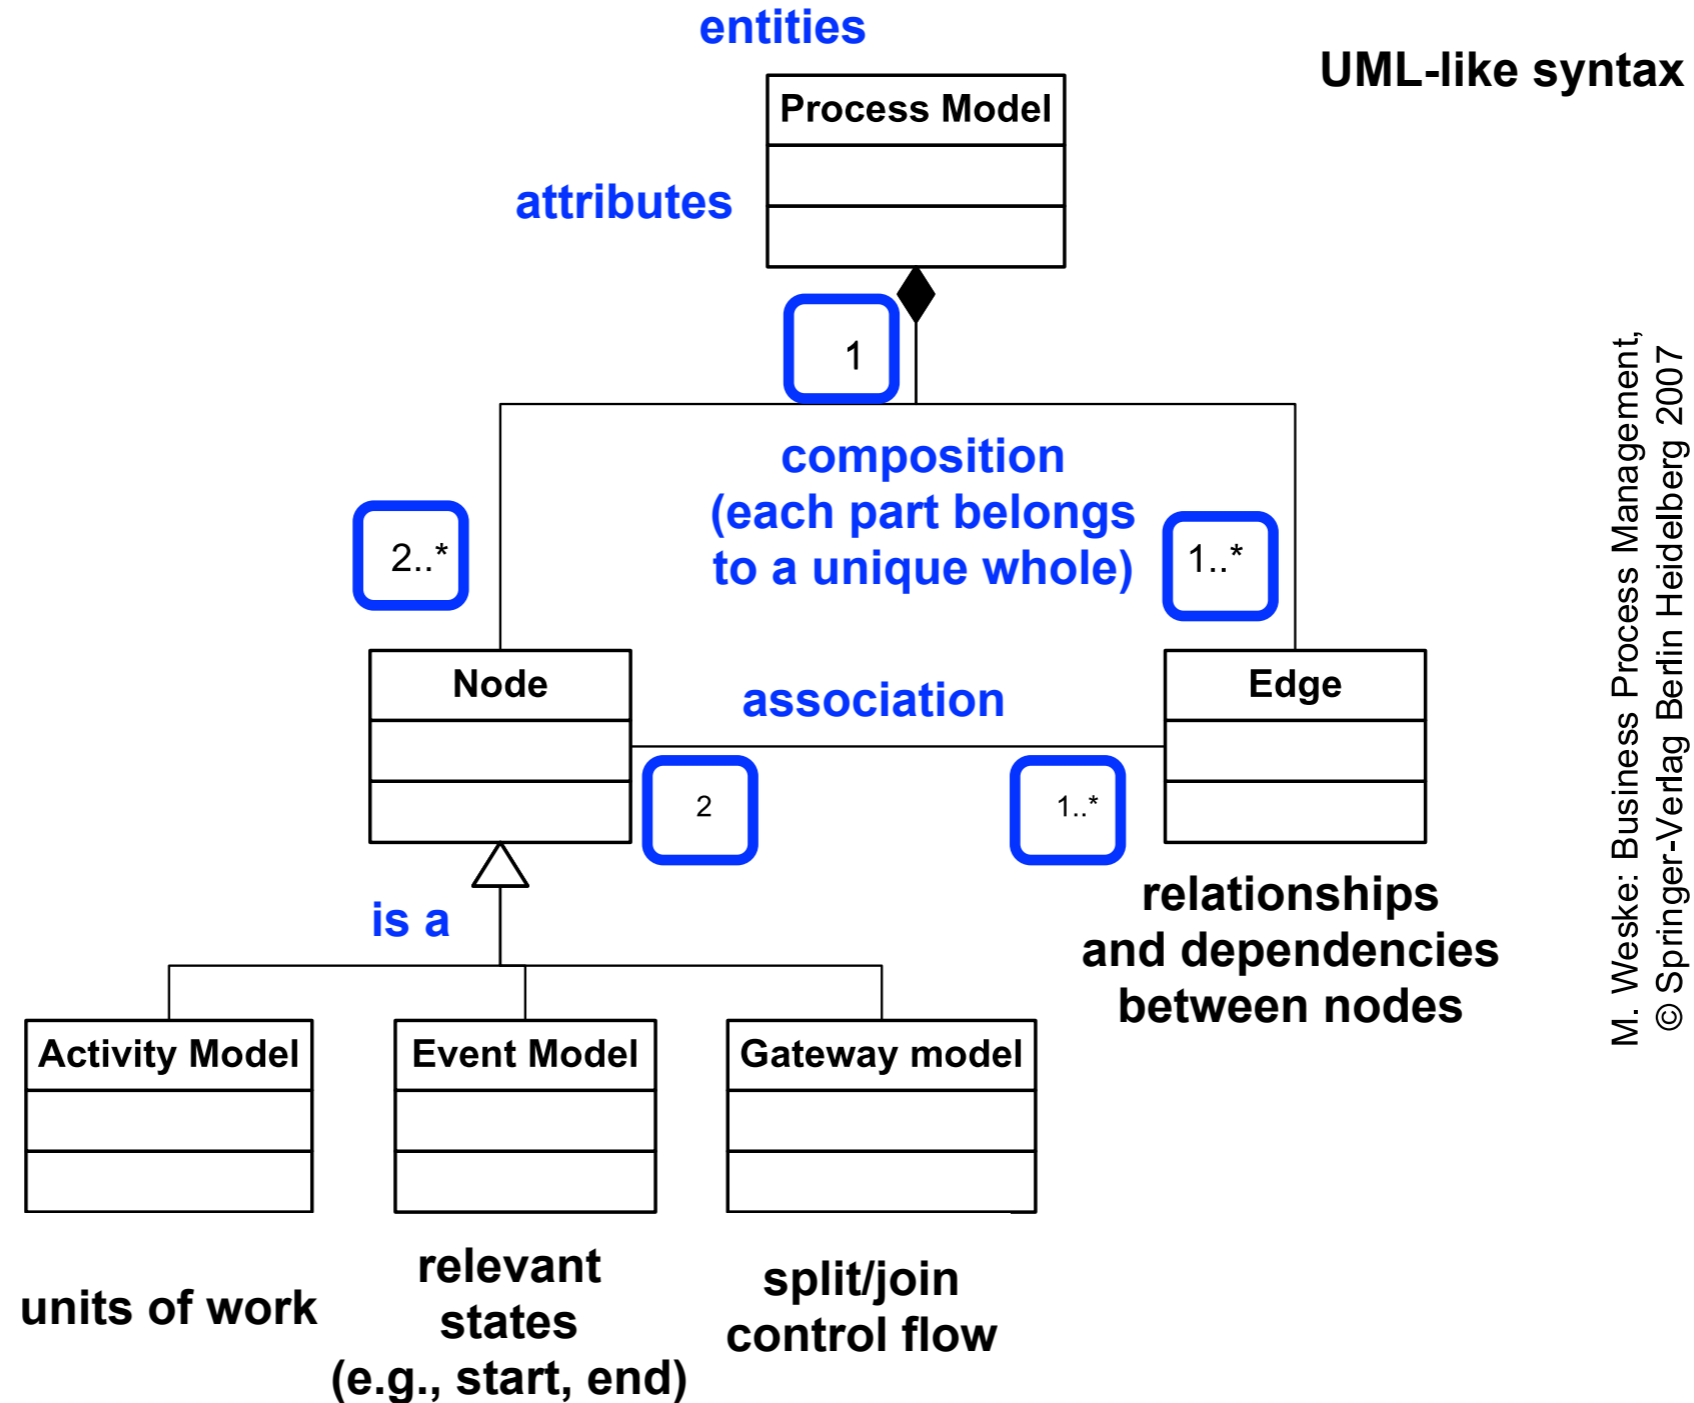 entities
UML-like syntax
Process Model
attributes
1
composition
(each part belongs
to a unique whole)
2..*
1..*
Node
association
Edge
2
1..*
is a
relationships
and dependencies
between nodes
Activity Model
Event Model
Gateway model
units of work
relevant
states
(e.g., start, end)
split/join
control flow
M. Weske: Business Process Management,
© Springer-Verlag Berlin Heidelberg 2007